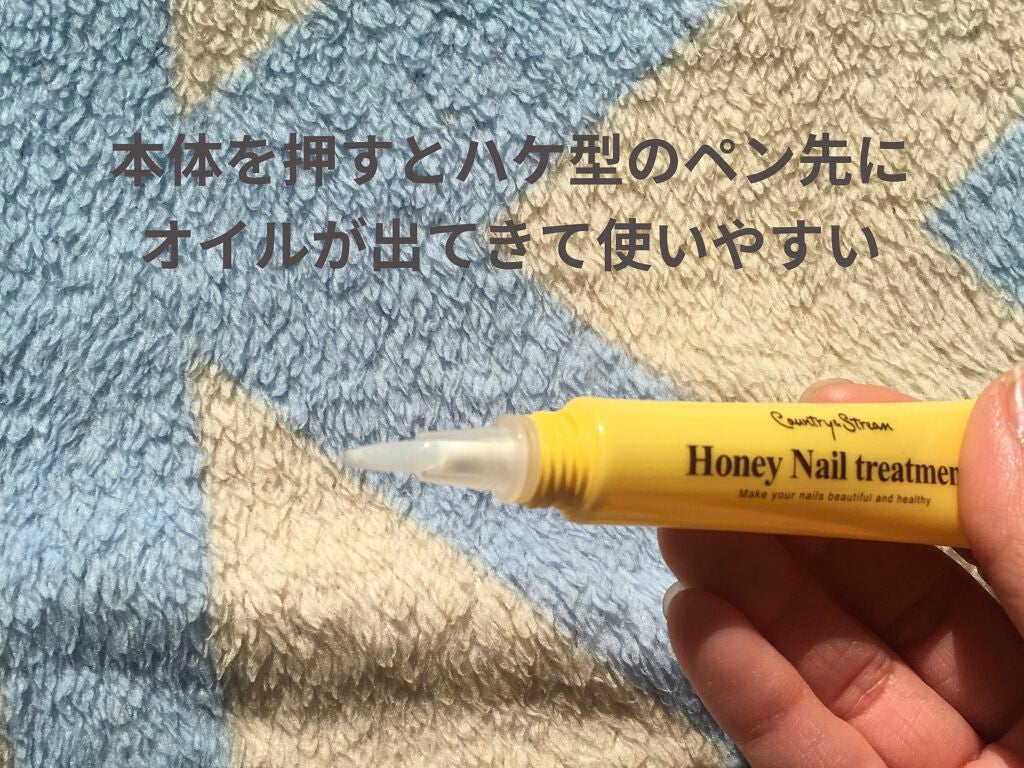 本体を押すとハケ型のペン先に
オイルが出てきて使いやすい
Country & Stream
Honey Nail
Make your nails beautiful and healthy